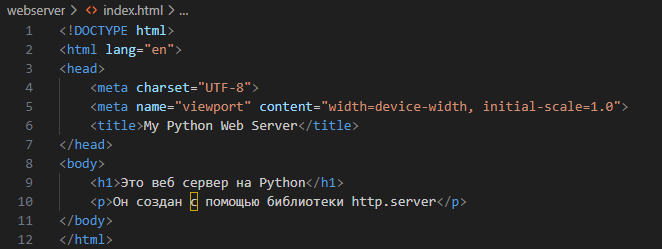 webserver > <> index.html > ...
1 <!DOCTYPE html>
2 <html lang="en">
3 <head>
4     <meta charset="UTF-8">
5     <meta name="viewport" content="width=device-width, initial-scale=1.0">
6     <title>My Python Web Server</title>
7 </head>
8 <body>
9     <h1>Это веб сервер на Python</h1>
10     <p>Он создан с помощью библиотеки http.server</p>
11 </body>
12 </html>